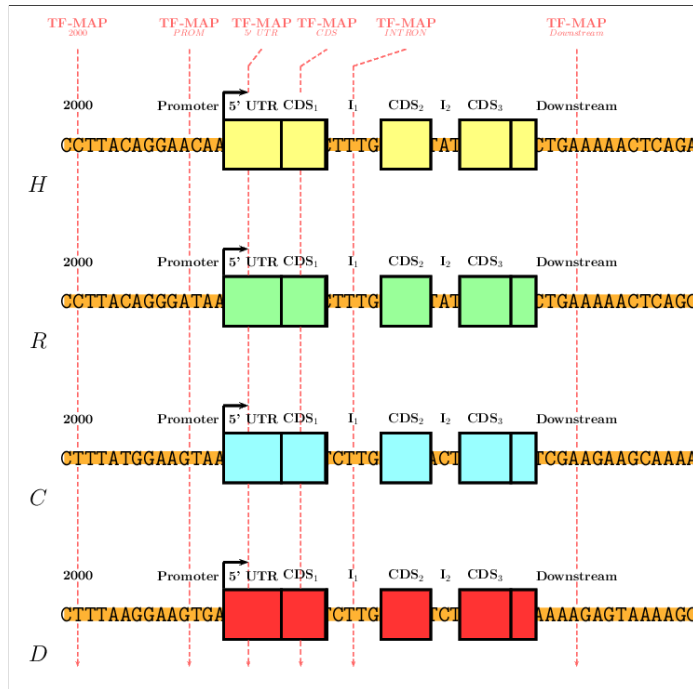 TF-MAP TF-MAP TF-MAP TF-MAP TF-MAP TF-MAP
2000 PROM 5' UTR CDS INTRON Downstream
2000 Promoter 5' UTR CDS₁ I₁ CDS₂ I₂ CDS₃ Downstream
CCTTACAGGAACAA CTTTG TAT CTGAAAAACTCAGA
H
2000 Promoter 5' UTR CDS₁ I₁ CDS₂ I₂ CDS₃ Downstream
CCTTACAGGGATAA CTTTG TAT CTGAAAAACTCAGC
R
2000 Promoter 5' UTR CDS₁ I₁ CDS₂ I₂ CDS₃ Downstream
CTTTATGGAAGTAA TCTTG ACT TCGAAGAAGCAAAA
C
2000 Promoter 5' UTR CDS₁ I₁ CDS₂ I₂ CDS₃ Downstream
CTTTAAGGAAGTGA TCTTG TCT AAAAGAGTAAAAGC
D